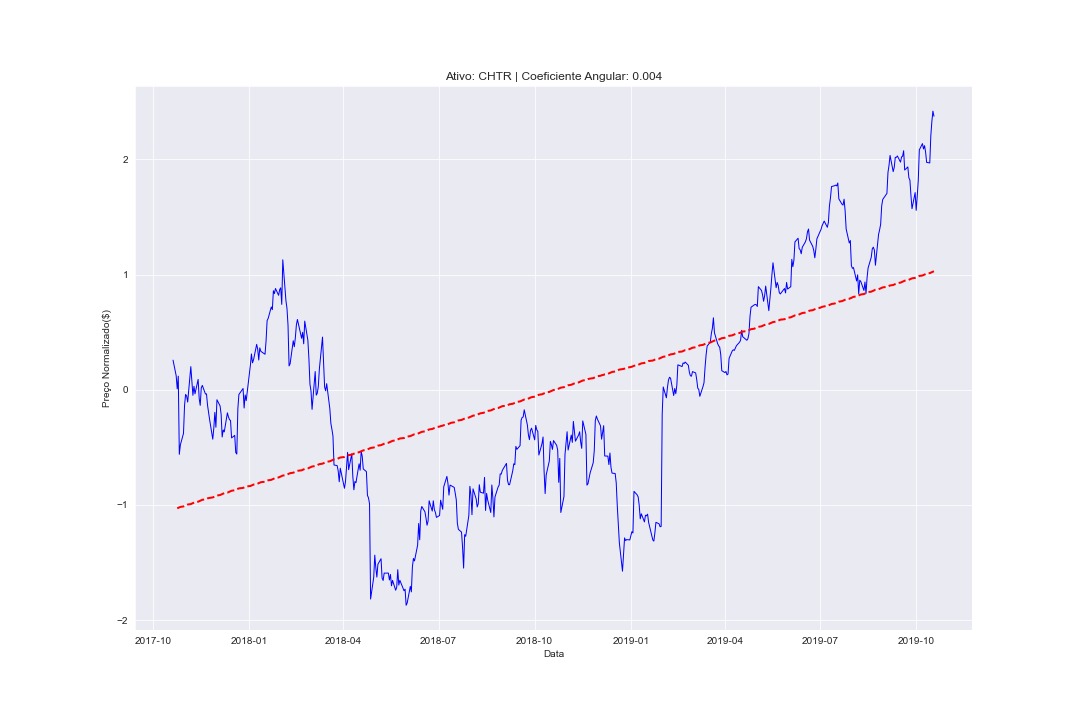 Ativo: CHTR | Coeficiente Angular: 0.004
Preço Normalizado($)
2
1
0
−1
−2
2017-10 2018-01 2018-04 2018-07 2018-10 2019-01 2019-04 2019-07 2019-10
Data